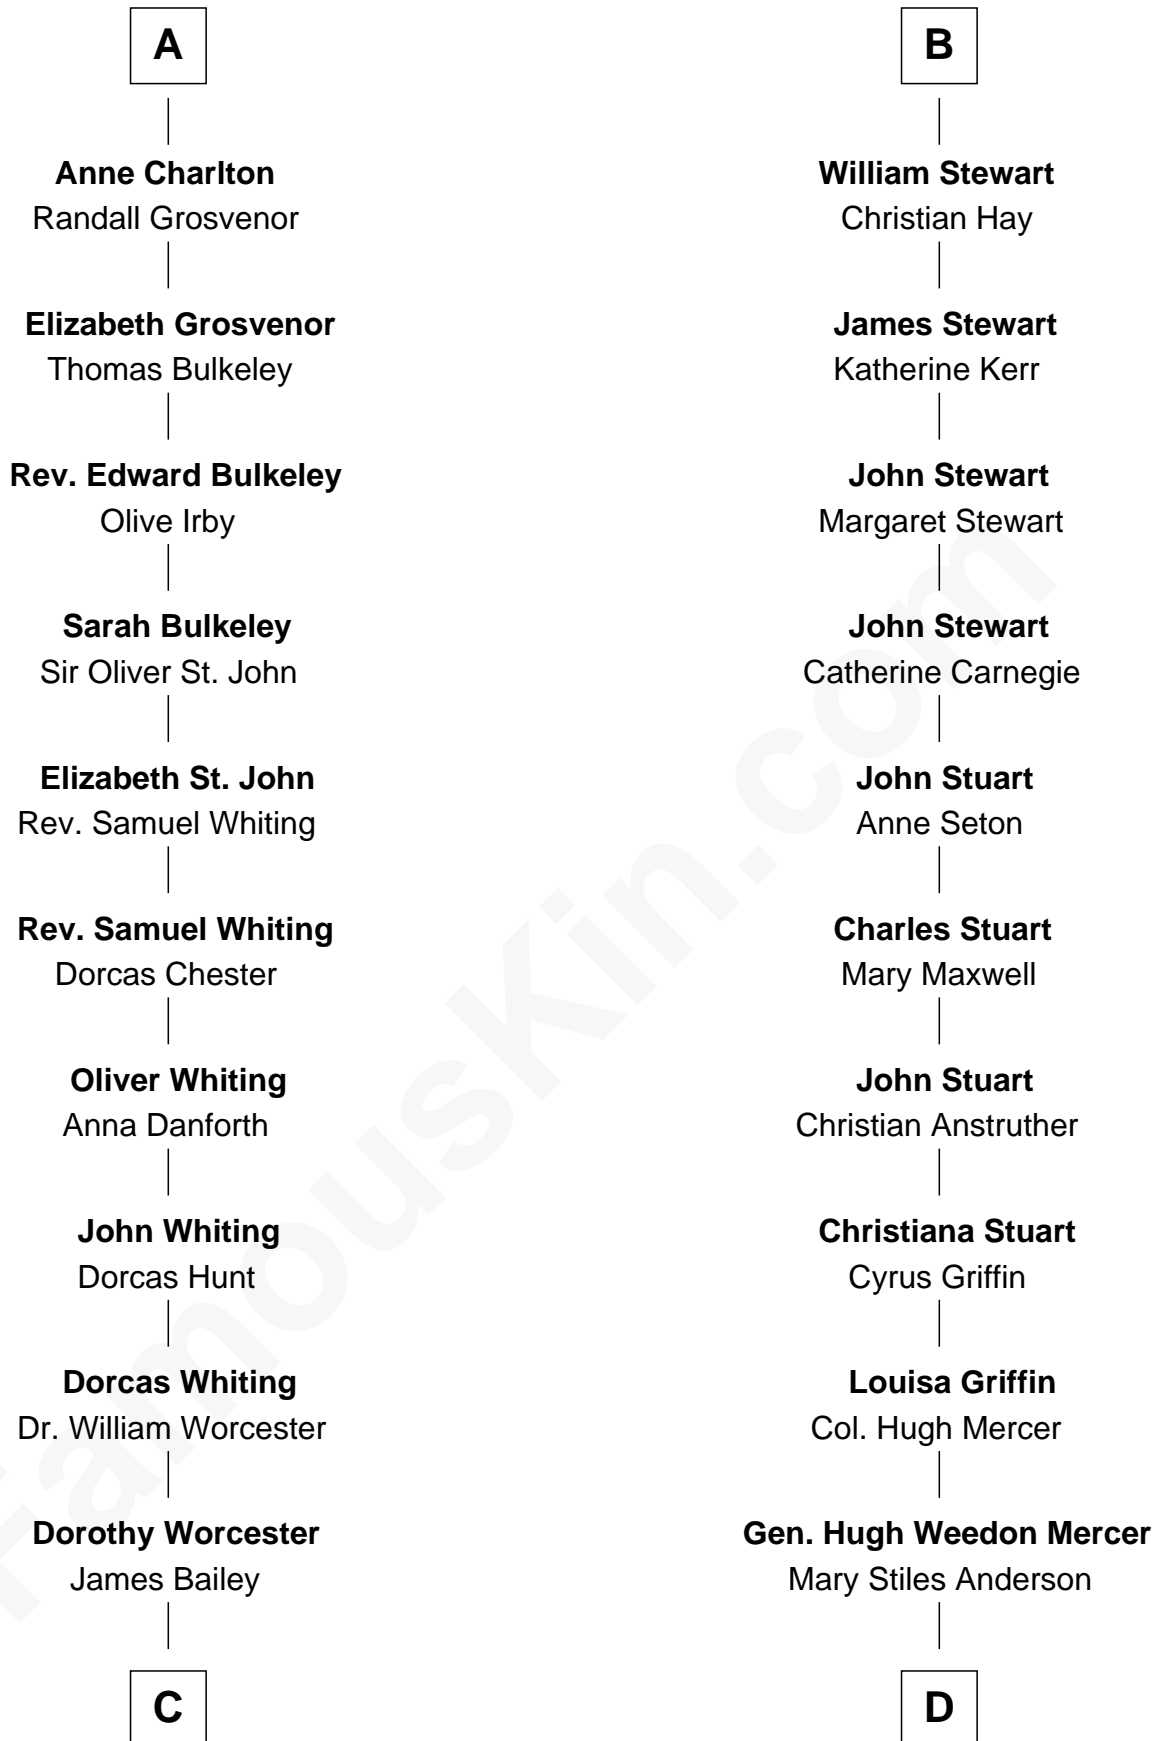 A
Anne Charlton
Randall Grosvenor
Elizabeth Grosvenor
Thomas Bulkeley
Rev. Edward Bulkeley
Olive Irby
Sarah Bulkeley
Sir Oliver St. John
Elizabeth St. John
Rev. Samuel Whiting
Rev. Samuel Whiting
Dorcas Chester
Oliver Whiting
Anna Danforth
John Whiting
Dorcas Hunt
Dorcas Whiting
Dr. William Worcester
Dorothy Worcester
James Bailey
C
B
William Stewart
Christian Hay
James Stewart
Katherine Kerr
John Stewart
Margaret Stewart
John Stewart
Catherine Carnegie
John Stuart
Anne Seton
Charles Stuart
Mary Maxwell
John Stuart
Christian Anstruther
Christiana Stuart
Cyrus Griffin
Louisa Griffin
Col. Hugh Mercer
Gen. Hugh Weedon Mercer
Mary Stiles Anderson
D
FamousKin.com